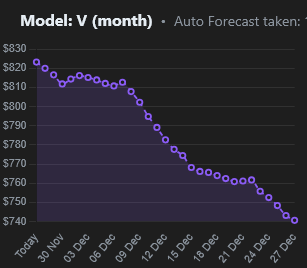 Model: V (month) • Auto Forecast taken:
$830
$820
$810
$800
$790
$780
$770
$760
$750
$740
Today
30 Nov
03 Dec
06 Dec
09 Dec
12 Dec
15 Dec
18 Dec
21 Dec
24 Dec
27 Dec